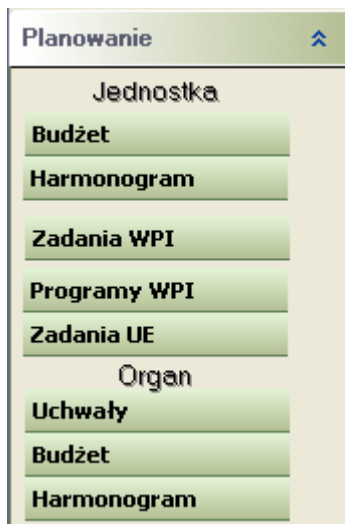 Planowanie
Jednostka
Budżet
Harmonogram
Zadania WPI
Programy WPI
Zadania UE
Organ
Uchwały
Budżet
Harmonogram